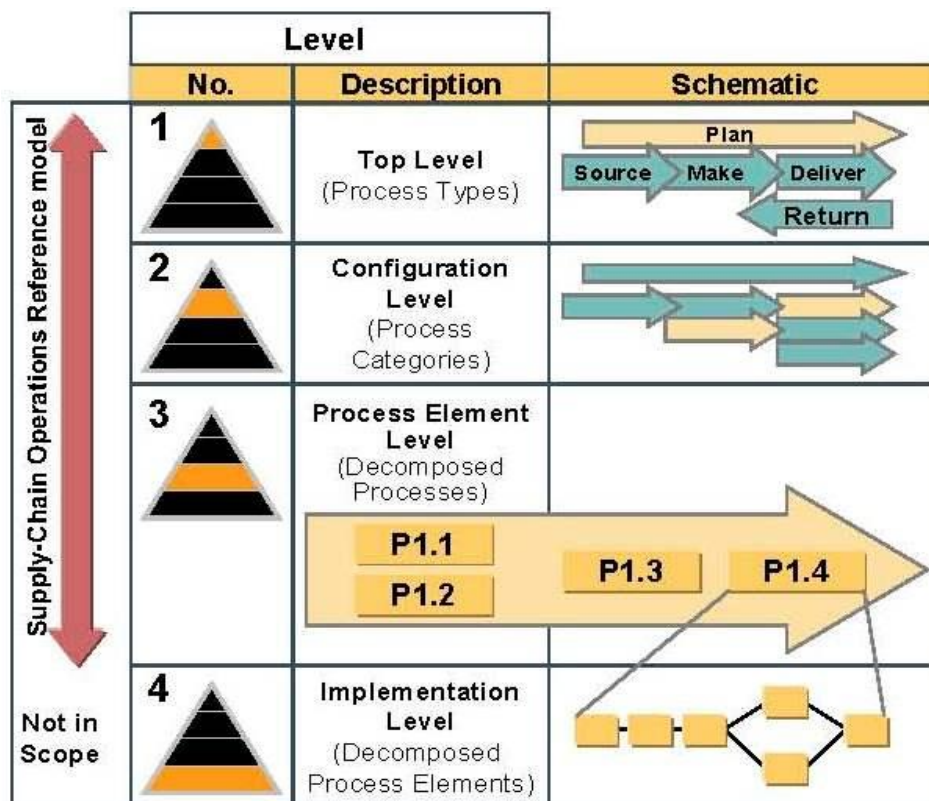 Level
No.
Description
Schematic
Supply-Chain Operations Reference model
1
Top Level
(Process Types)
Plan
Source
Make
Deliver
Return
2
Configuration
Level
(Process
Categories)
3
Process Element
Level
(Decomposed
Processes)
P1.1
P1.2
P1.3
P1.4
Not in
Scope
4
Implementation
Level
(Decomposed
Process Elements)